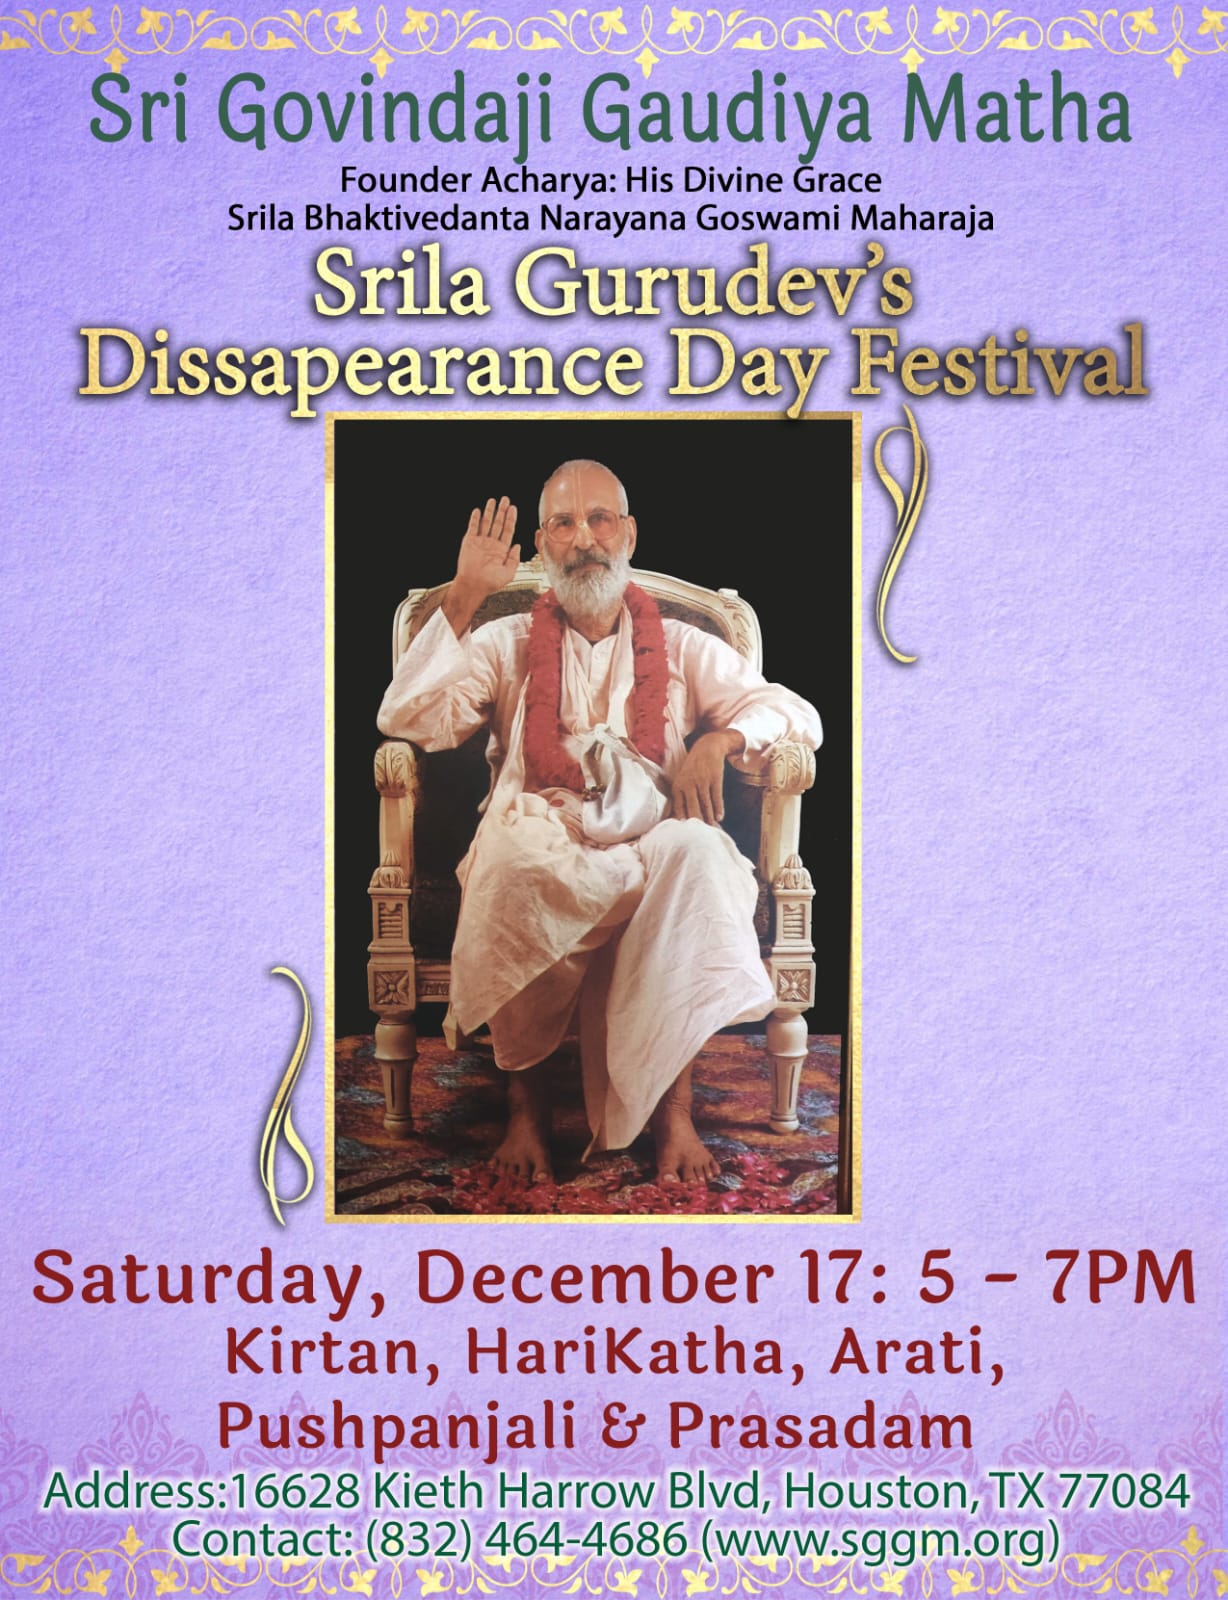 Sri Govindaji Gaudiya Matha
Founder Acharya: His Divine Grace
Srila Bhaktivedanta Narayana Goswami Maharaja
Srila Gurudev's
Dissapearance Day Festival
Saturday, December 17: 5 - 7PM
Kirtan, HariKatha, Arati,
Pushpanjali & Prasadam
Address:16628 Kieth Harrow Blvd, Houston, TX 77084
Contact: (832) 464-4686 (www.sggm.org)